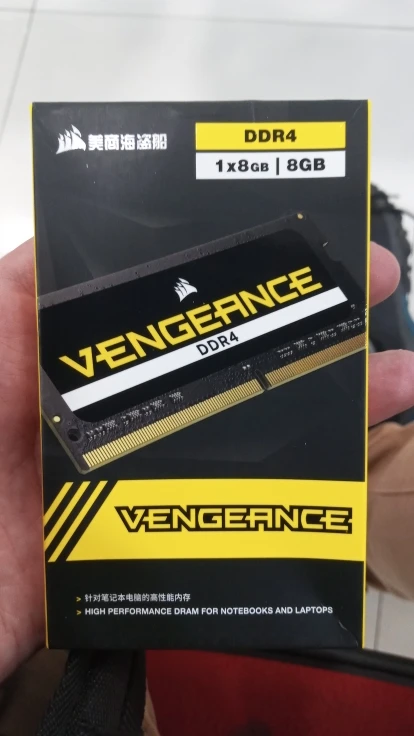 美商海盗船
DDR4
1x8GB | 8GB
VENGEANCE
DDR4
VENGEANCE
> 针对笔记本电脑的高性能内存
> HIGH PERFORMANCE DRAM FOR NOTEBOOKS AND LAPTOPS